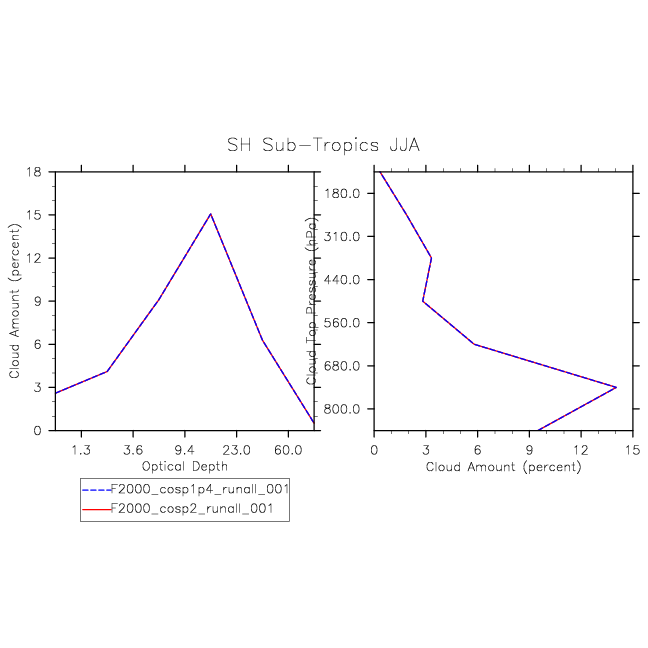 SH Sub-Tropics JJA
Cloud Amount (percent)
18
15
12
9
6
3
0
1.3 3.6 9.4 23.0 60.0
Optical Depth
Cloud Top Pressure (hPa)
180.0
310.0
440.0
560.0
680.0
800.0
0 3 6 9 12 15
Cloud Amount (percent)
F2000_cosp1p4_runall_001
F2000_cosp2_runall_001